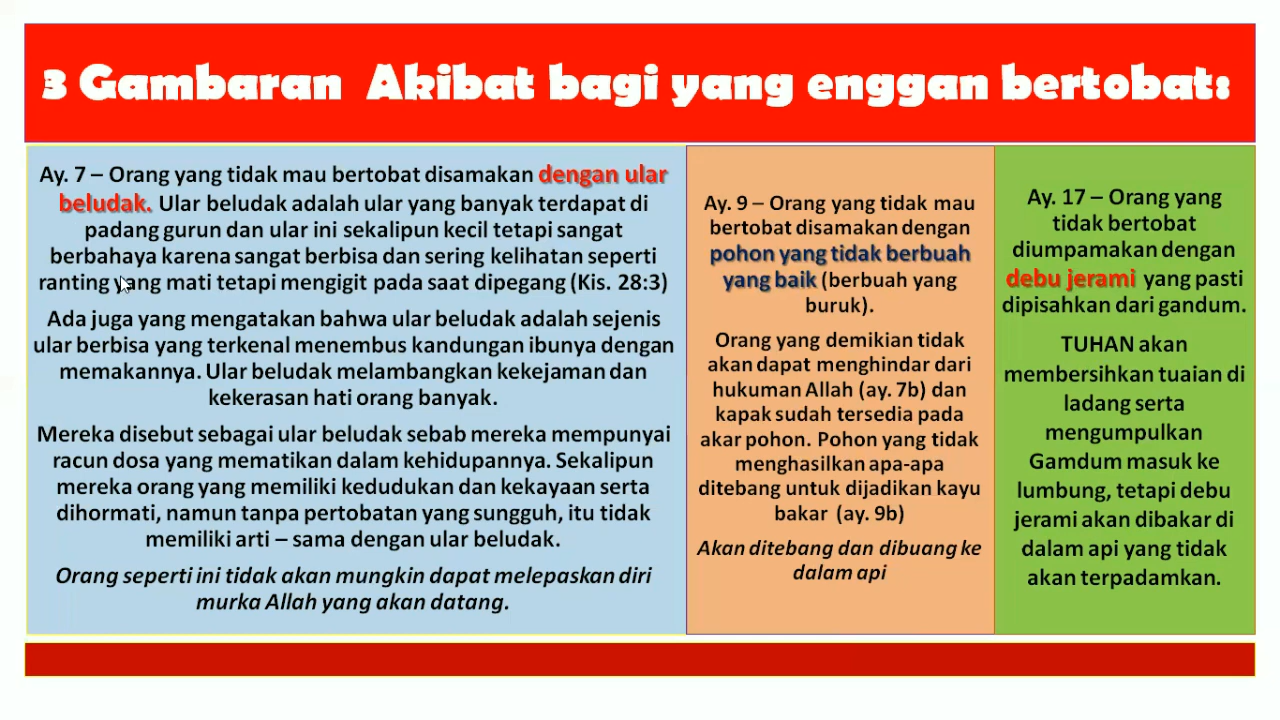 3 Gambaran Akibat bagi yang enggan bertobat:
Ay. 7 – Orang yang tidak mau bertobat disamakan dengan ular
beludak. Ular beludak adalah ular yang banyak terdapat di
padang gurun dan ular ini sekalipun kecil tetapi sangat
berbahaya karena sangat berbisa dan sering kelihatan seperti
ranting yang mati tetapi mengigit pada saat dipegang (Kis. 28:3)
Ada juga yang mengatakan bahwa ular beludak adalah sejenis
ular berbisa yang terkenal menembus kandungan ibunya dengan
memakannya. Ular beludak melambangkan kekejaman dan
kekerasan hati orang banyak.
Mereka disebut sebagai ular beludak sebab mereka mempunyai
racun dosa yang mematikan dalam kehidupannya. Sekalipun
mereka orang yang memiliki kedudukan dan kekayaan serta
dihormati, namun tanpa pertobatan yang sungguh, itu tidak
memiliki arti – sama dengan ular beludak.
Orang seperti ini tidak akan mungkin dapat melepaskan diri
murka Allah yang akan datang.
Ay. 9 – Orang yang tidak mau
bertobat disamakan dengan
pohon yang tidak berbuah
yang baik (berbuah yang
buruk).
Orang yang demikian tidak
akan dapat menghindar dari
hukuman Allah (ay. 7b) dan
kapak sudah tersedia pada
akar pohon. Pohon yang tidak
menghasilkan apa-apa
ditebang untuk dijadikan kayu
bakar (ay. 9b)
Akan ditebang dan dibuang ke
dalam api
Ay. 17 – Orang yang
tidak bertobat
diumpamakan dengan
debu jerami yang pasti
dipisahkan dari gandum.
TUHAN akan
membersihkan tuaian di
ladang serta
mengumpulkan
Gamdum masuk ke
lumbung, tetapi debu
jerami akan dibakar di
dalam api yang tidak
akan terpadamkan.